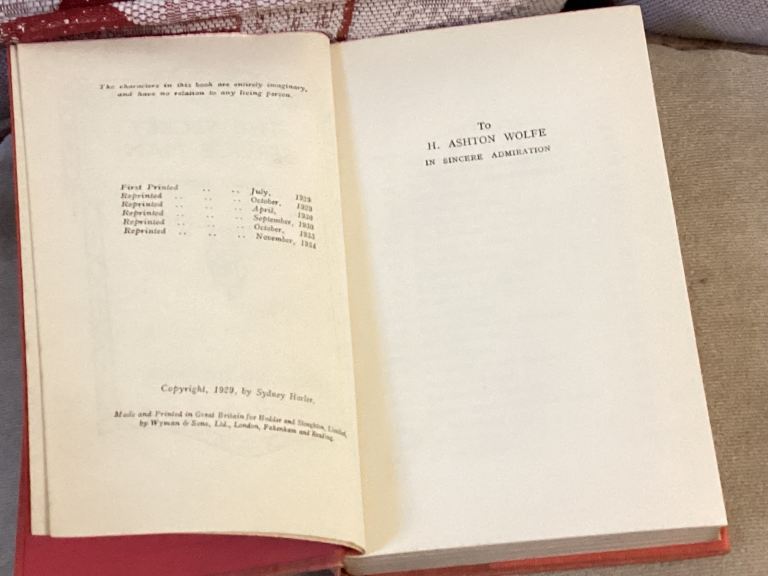 The characters in this book are entirely imaginary,
and have no relation to any living person.
First Printed .. .. July, 1929
Reprinted .. .. .. October, 1929
Reprinted .. .. .. April, 1930
Reprinted .. .. .. September, 1930
Reprinted .. .. .. October, 1933
Reprinted .. .. .. November, 1934
Copyright, 1929, by Sydney Horler.
Made and Printed in Great Britain for Hodder and Stoughton, Limited,
by Wyman & Sons, Ltd., London, Fakenham and Reading.
To
H. ASHTON WOLFE
IN SINCERE ADMIRATION